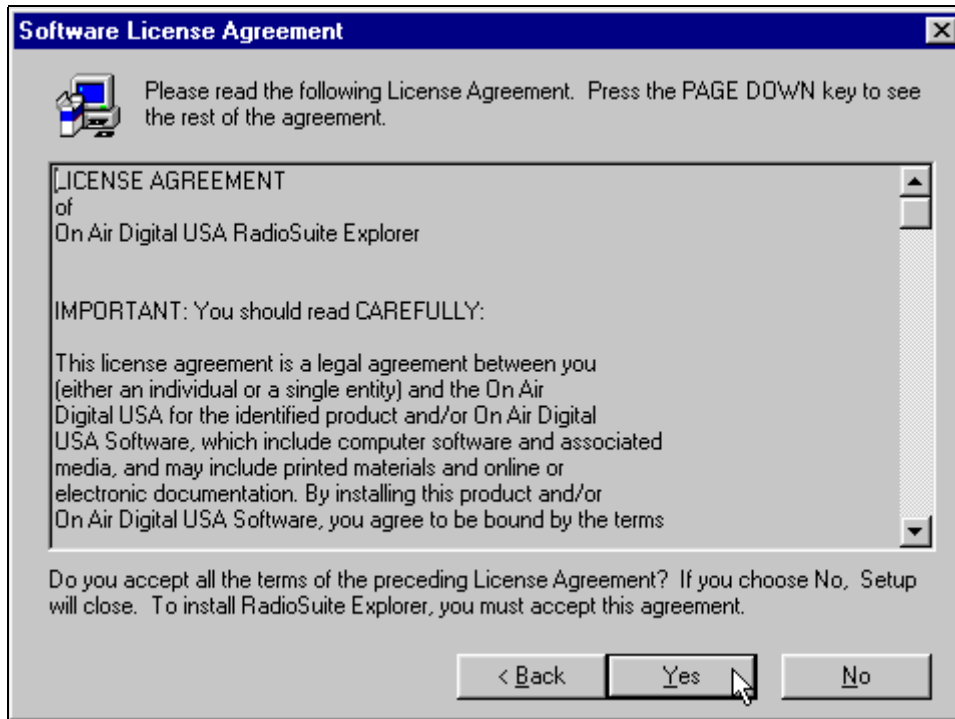 Software License Agreement
Please read the following License Agreement.  Press the PAGE DOWN key to see
the rest of the agreement.
LICENSE AGREEMENT
of
On Air Digital USA RadioSuite Explorer
IMPORTANT: You should read CAREFULLY:
This license agreement is a legal agreement between you
(either an individual or a single entity) and the On Air
Digital USA for the identified product and/or On Air Digital
USA Software, which include computer software and associated
media, and may include printed materials and online or
electronic documentation. By installing this product and/or
On Air Digital USA Software, you agree to be bound by the terms
Do you accept all the terms of the preceding License Agreement?  If you choose No,  Setup
will close.  To install RadioSuite Explorer, you must accept this agreement.
< Back
Yes
No